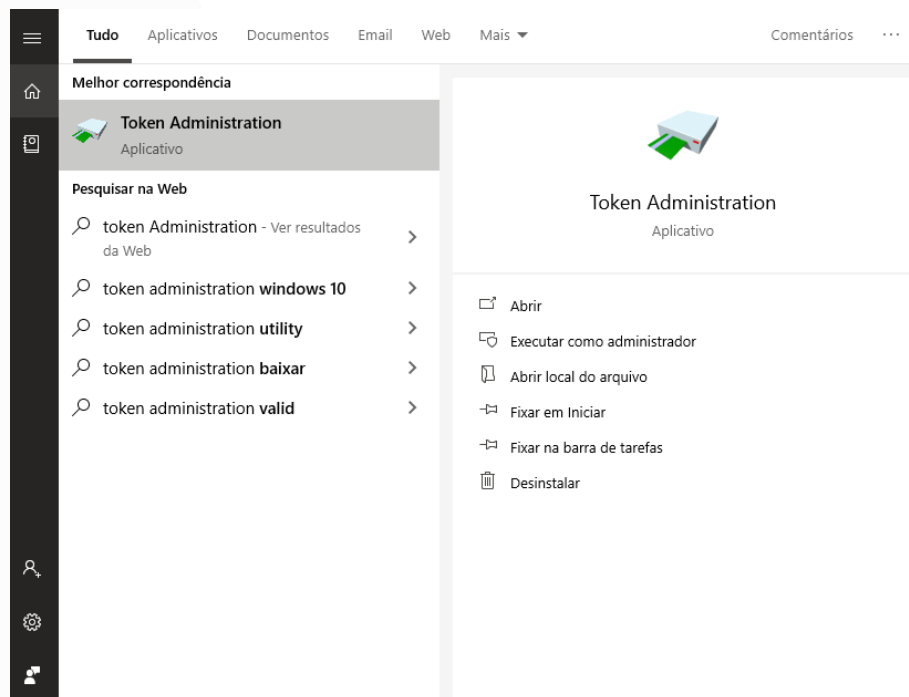 Tudo Aplicativos Documentos Email Web Mais Comentários ...
Melhor correspondência
Token Administration
Aplicativo
Pesquisar na Web
token Administration - Ver resultados
da Web
token administration windows 10
token administration utility
token administration baixar
token administration valid
Token Administration
Aplicativo
Abrir
Executar como administrador
Abrir local do arquivo
Fixar em Iniciar
Fixar na barra de tarefas
Desinstalar